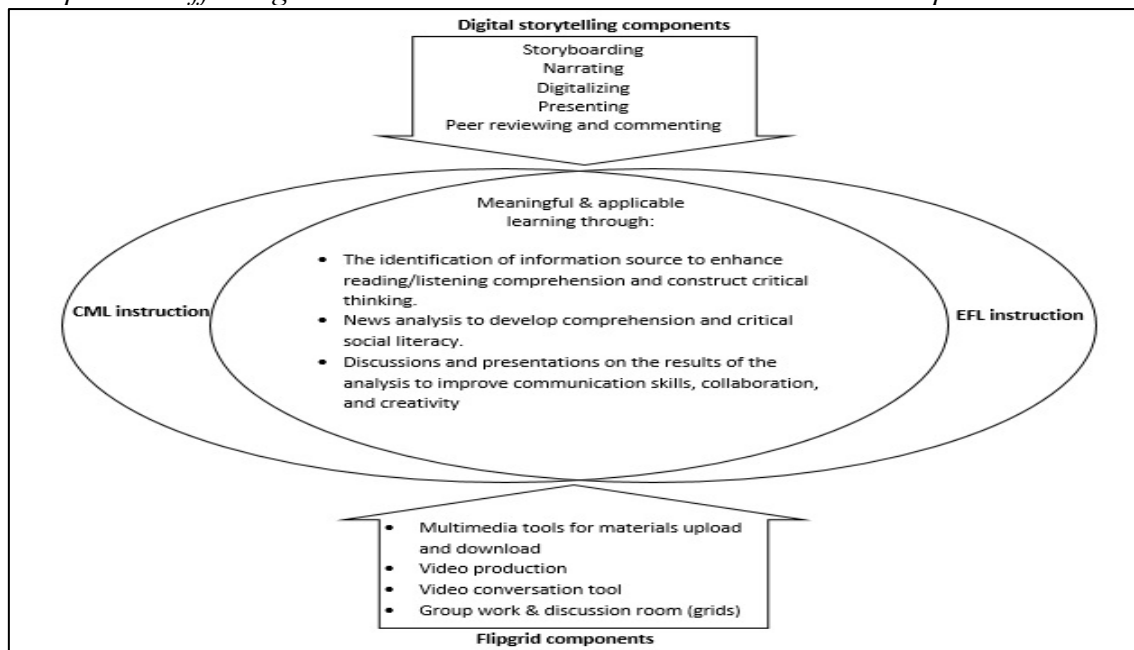 Digital storytelling components
Storyboarding
Narrating
Digitalizing
Presenting
Peer reviewing and commenting
Meaningful & applicable
learning through:
• The identification of information source to enhance
reading/listening comprehension and construct critical
thinking.
• News analysis to develop comprehension and critical
social literacy.
• Discussions and presentations on the results of the
analysis to improve communication skills, collaboration,
and creativity
CML instruction
EFL instruction
• Multimedia tools for materials upload
and download
• Video production
• Video conversation tool
• Group work & discussion room (grids)
Flipgrid components